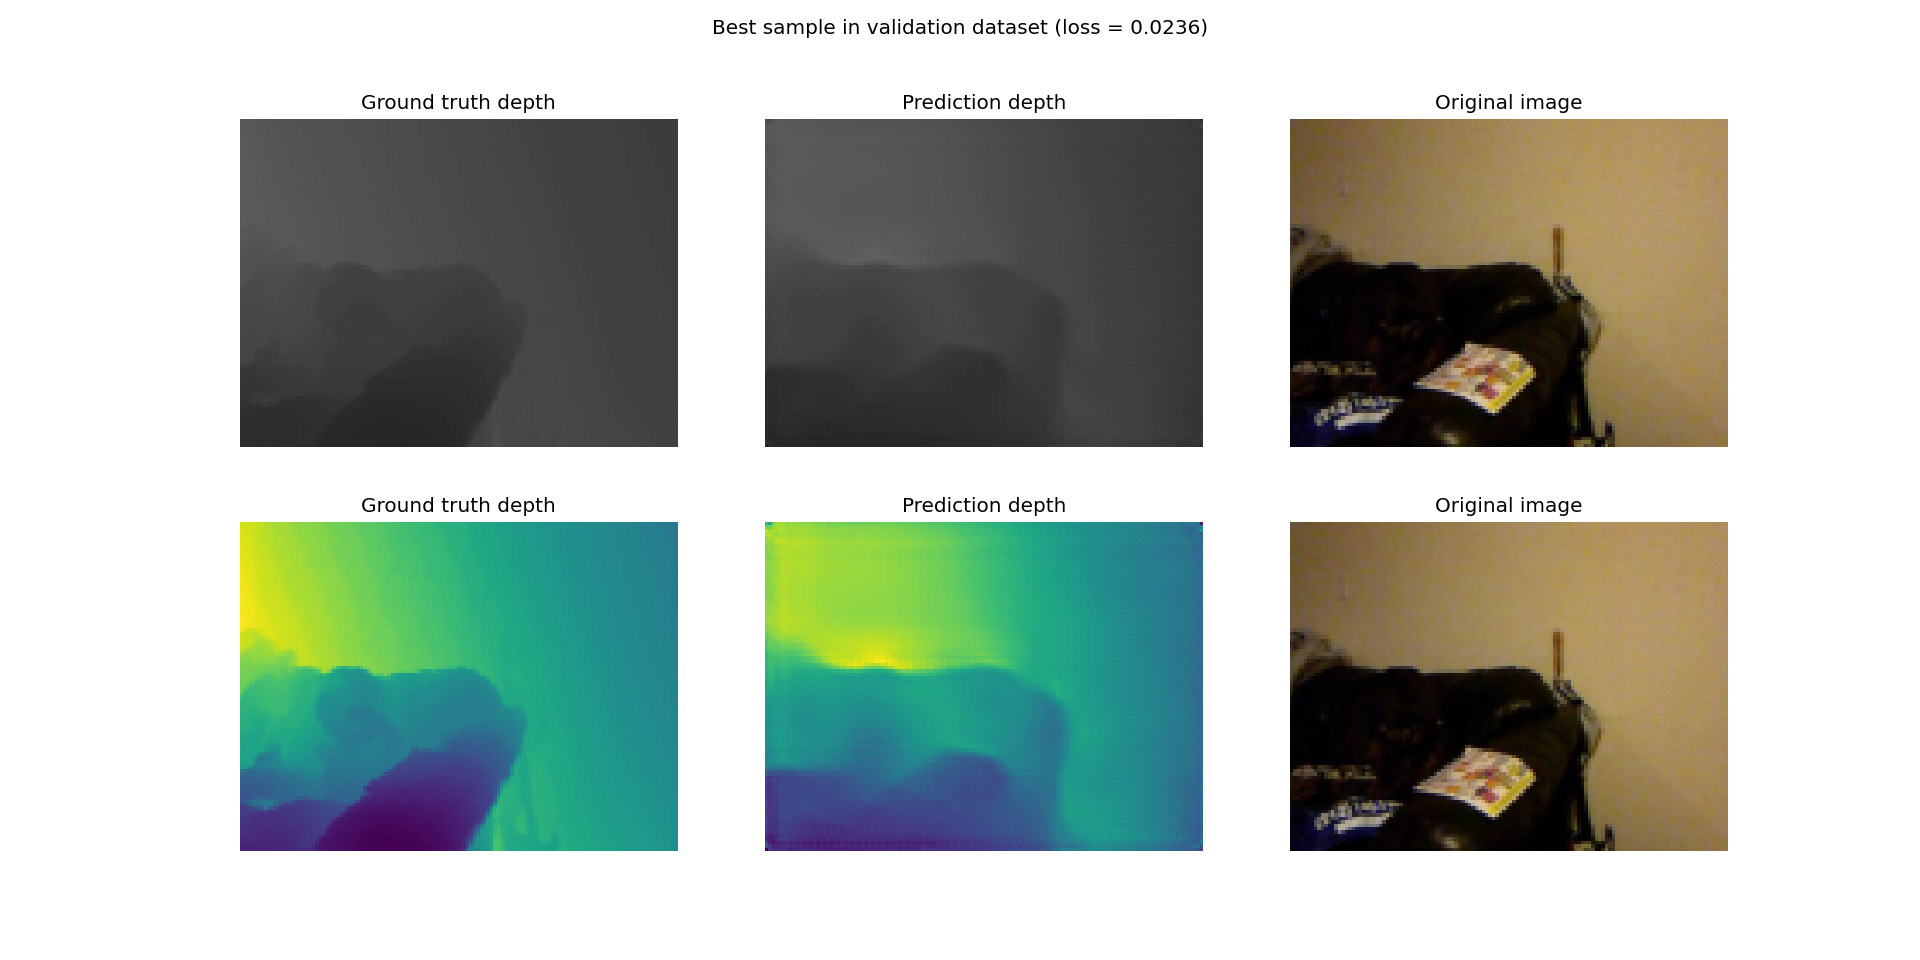 Best sample in validation dataset (loss = 0.0236)
Ground truth depth
Prediction depth
Original image
Ground truth depth
Prediction depth
Original image